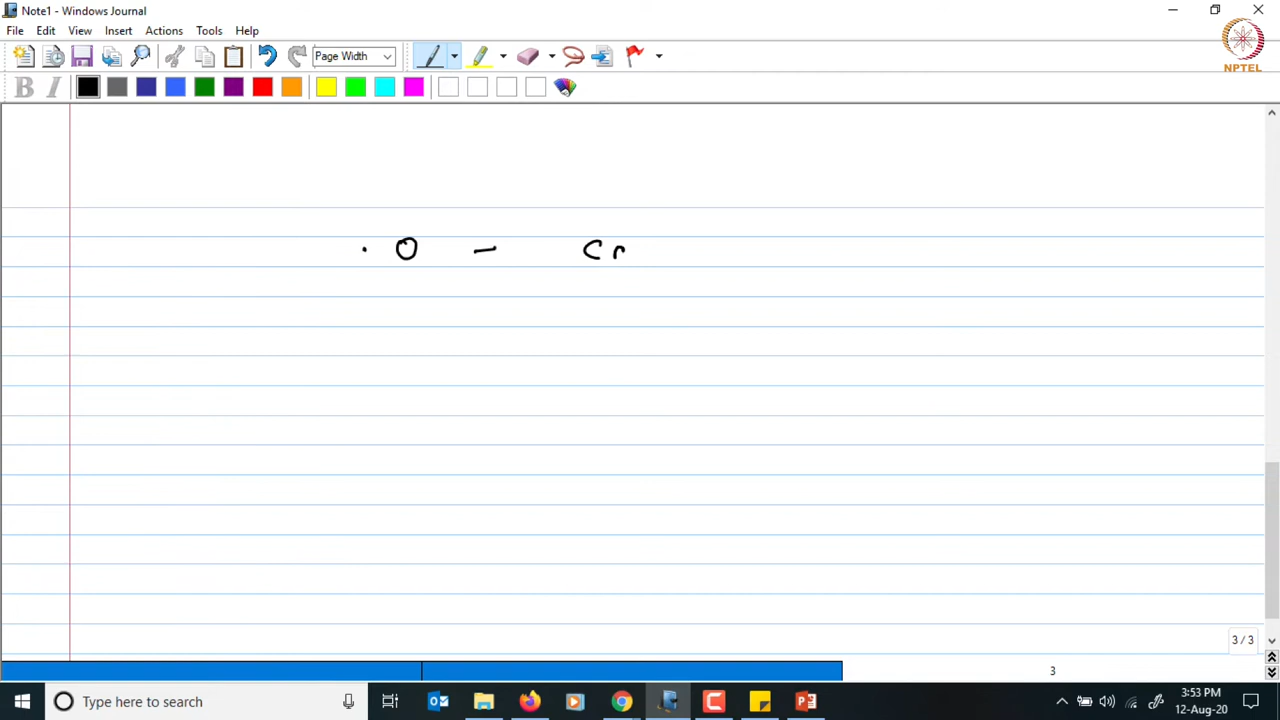 Note1 - Windows Journal
File Edit View Insert Actions Tools Help
Page Width
NPTEL
B I
. O - Cr
3 / 3
3
Type here to search
3:53 PM
12-Aug-20